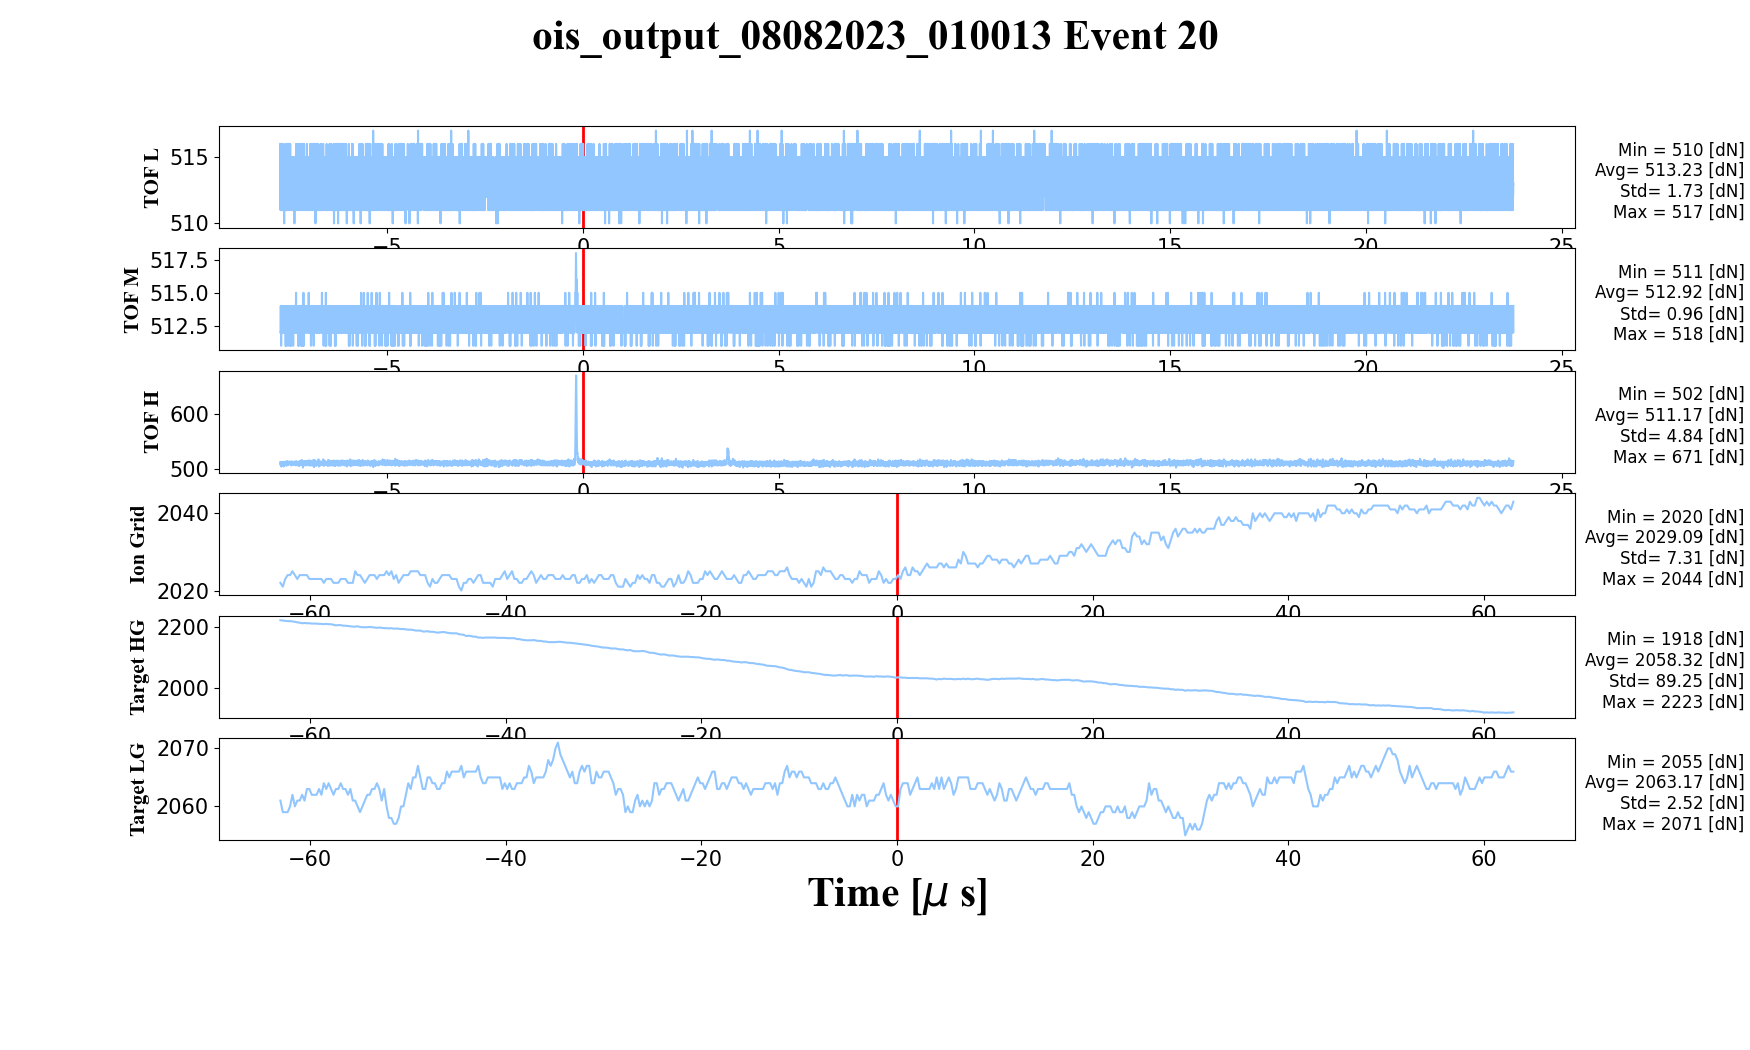 ois_output_08082023_010013 Event 20
TOF L
515
510
−5
0
5
10
15
20
25
Min = 510 [dN]
Avg= 513.23 [dN]
Std= 1.73 [dN]
Max = 517 [dN]
TOF M
517.5
515.0
512.5
−5
0
5
10
15
20
25
Min = 511 [dN]
Avg= 512.92 [dN]
Std= 0.96 [dN]
Max = 518 [dN]
TOF H
600
500
−5
0
5
10
15
20
25
Min = 502 [dN]
Avg= 511.17 [dN]
Std= 4.84 [dN]
Max = 671 [dN]
Ion Grid
2040
2020
−60
−40
−20
0
20
40
60
Min = 2020 [dN]
Avg= 2029.09 [dN]
Std= 7.31 [dN]
Max = 2044 [dN]
Target HG
2200
2000
−60
−40
−20
0
20
40
60
Min = 1918 [dN]
Avg= 2058.32 [dN]
Std= 89.25 [dN]
Max = 2223 [dN]
Target LG
2070
2060
−60
−40
−20
0
20
40
60
Min = 2055 [dN]
Avg= 2063.17 [dN]
Std= 2.52 [dN]
Max = 2071 [dN]
Time [μ s]